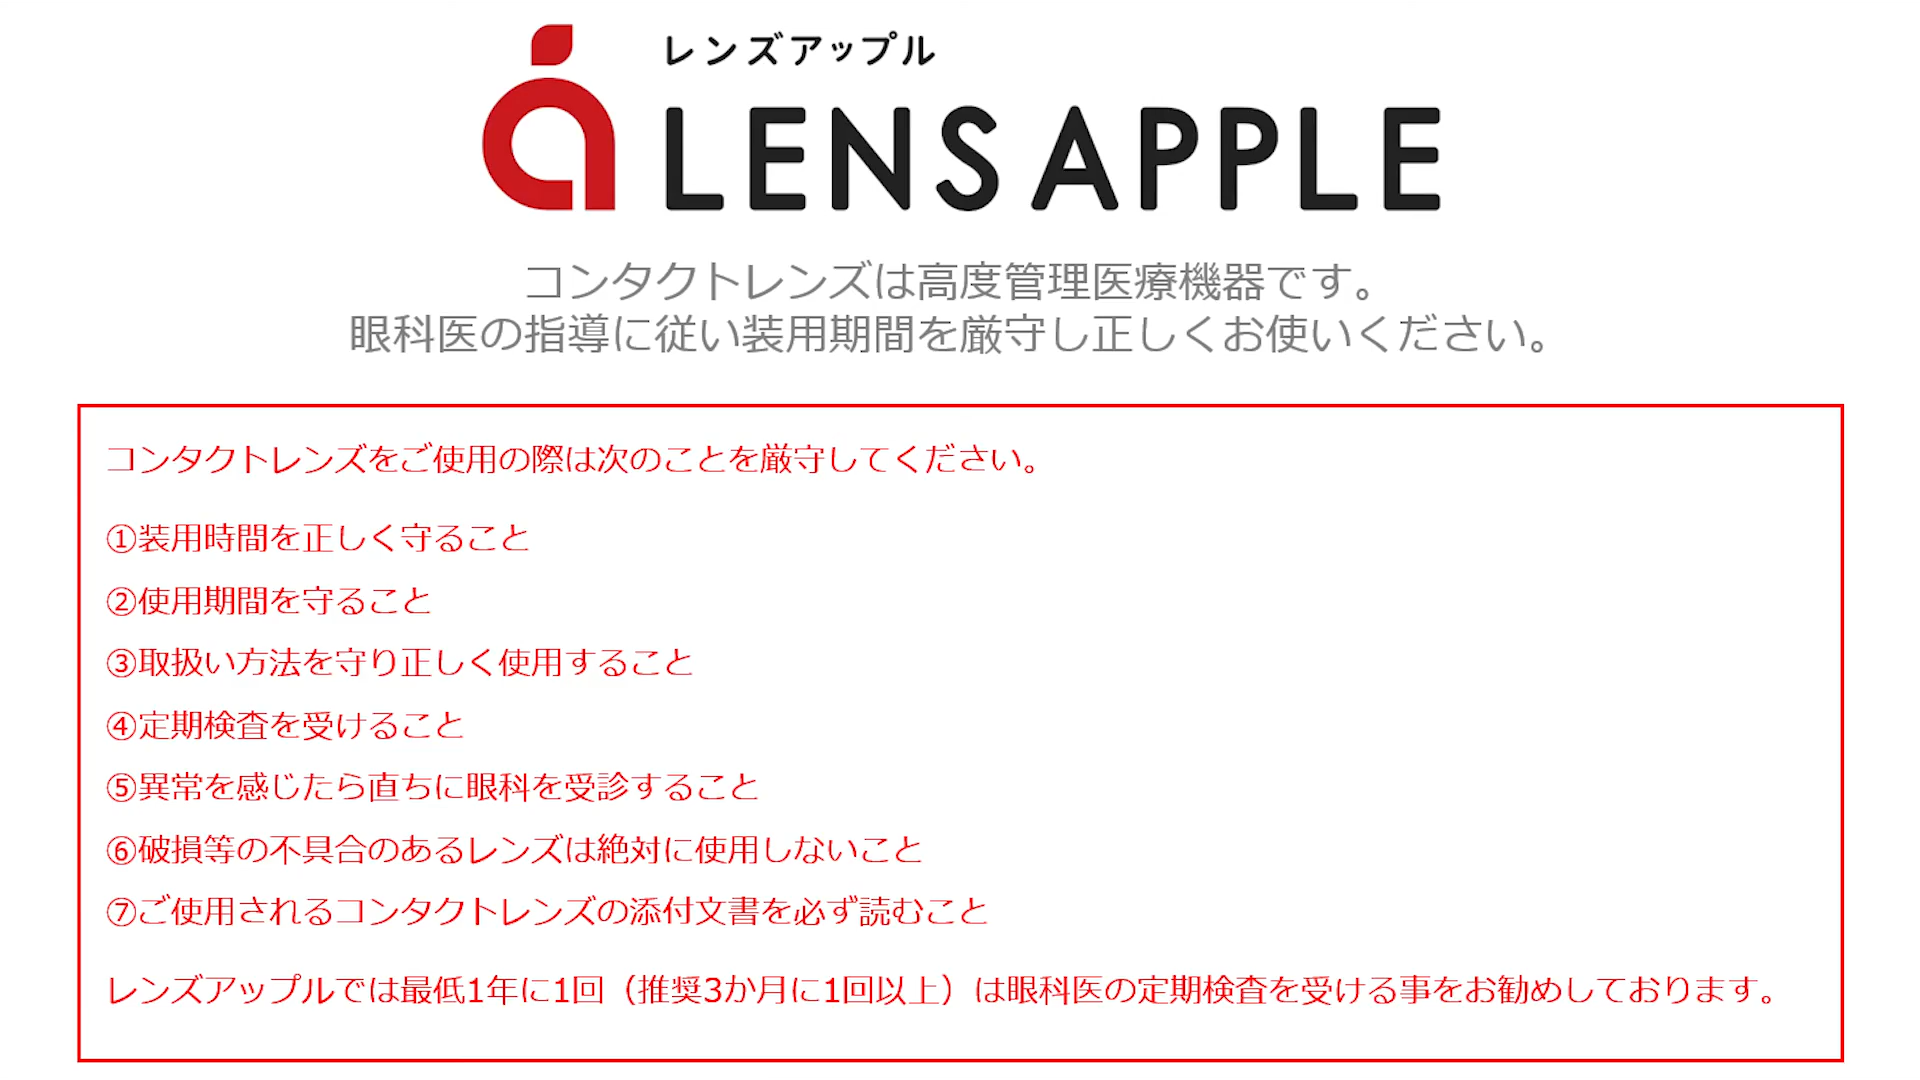 レンズアップル
LENS APPLE
コンタクトレンズは高度管理医療機器です。
眼科医の指導に従い装用期間を厳守し正しくお使いください。
コンタクトレンズをご使用の際は次のことを厳守してください。
①装用時間を正しく守ること
②使用期間を守ること
③取扱い方法を守り正しく使用すること
④定期検査を受けること
⑤異常を感じたら直ちに眼科を受診すること
⑥破損等の不具合のあるレンズは絶対に使用しないこと
⑦ご使用されるコンタクトレンズの添付文書を必ず読むこと
レンズアップルでは最低1年に1回（推奨3か月に1回以上）は眼科医の定期検査を受ける事をお勧めしております。